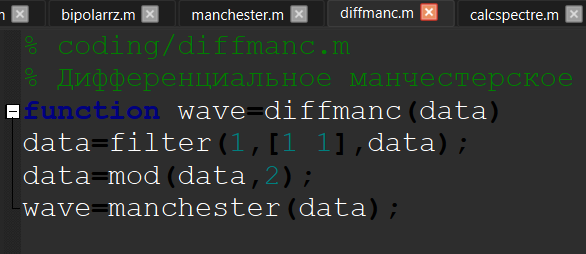 bipolarrz.m manchester.m diffmanc.m calcspectre.m
% coding/diffmanc.m
% Дифференциальное манчестерское
function wave=diffmanc(data)
data=filter(1,[1 1],data);
data=mod(data,2);
wave=manchester(data);